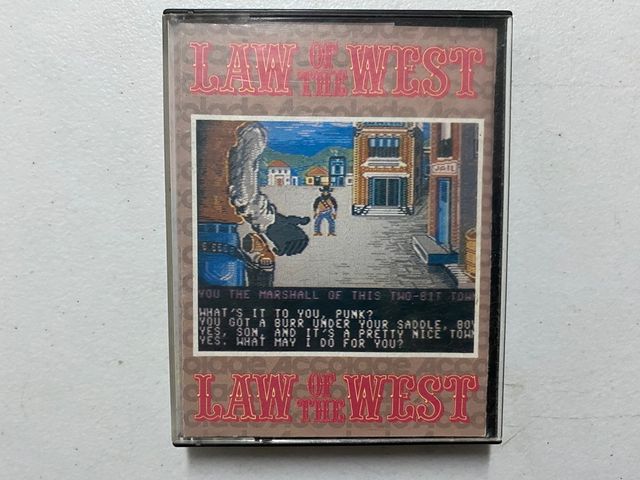 LAW OF THE WEST
accolade
JAIL
YOU THE MARSHALL OF THIS TWO-BIT TOWN
WHAT'S IT TO YOU, PUNK?
YOU GOT A BURR UNDER YOUR SADDLE, BOY
YES, SON, AND IT'S A PRETTY NICE TOWN
YES. WHAT MAY I DO FOR YOU?
LAW OF THE WEST